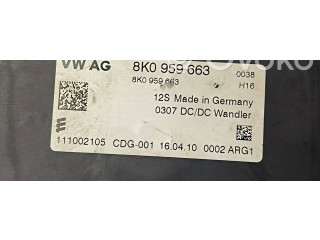 VW AG 8K0 959 663 0038
8K0 959 663 H16
12S Made in Germany
0307 DC/DC Wandler
111002105 CDG-001 16.04.10 0002 ARG1